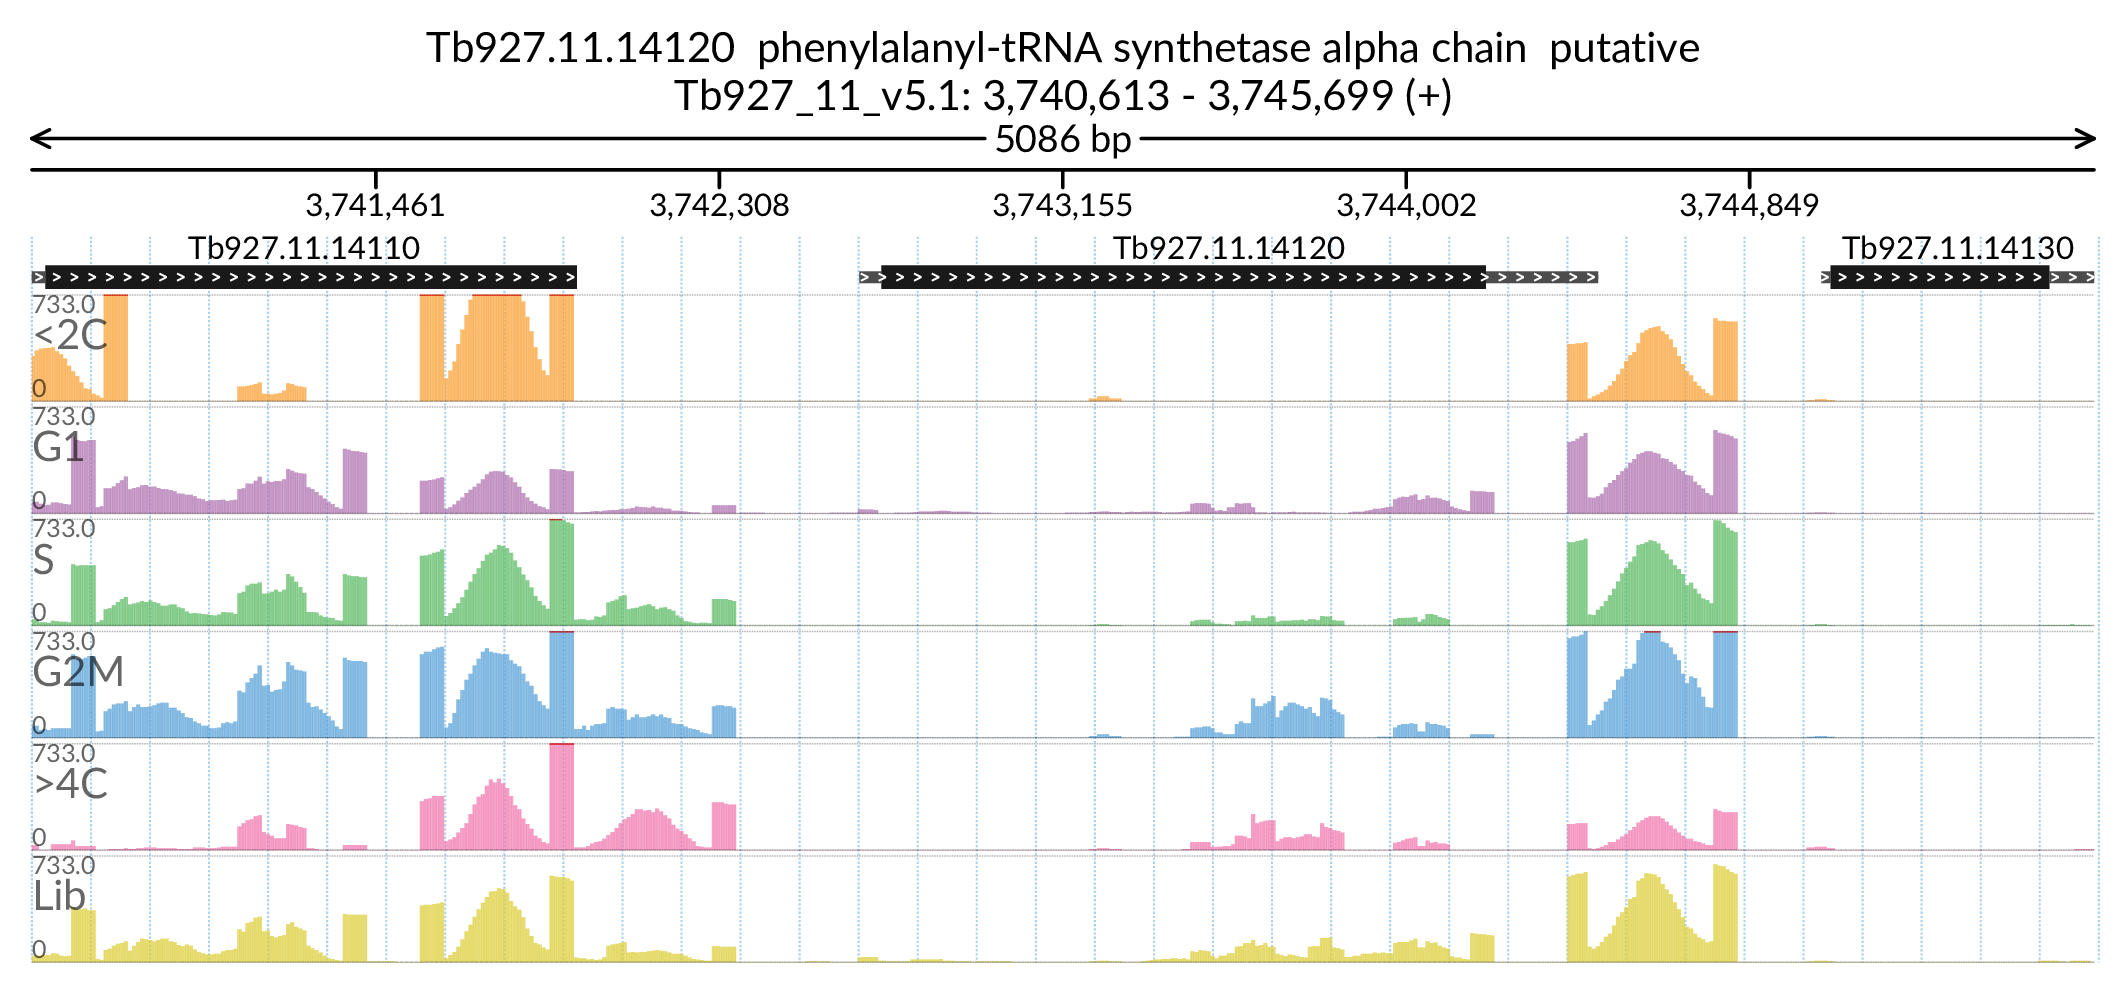 Tb927.11.14120  phenylalanyl-tRNA synthetase alpha chain  putative
Tb927_11_v5.1: 3,740,613 - 3,745,699 (+)
5086 bp
3,741,461 3,742,308 3,743,155 3,744,002 3,744,849
Tb927.11.14110 Tb927.11.14120 Tb927.11.14130
733.0
<2C
0
733.0
G1
0
733.0
S
0
733.0
G2M
0
733.0
>4C
0
733.0
Lib
0